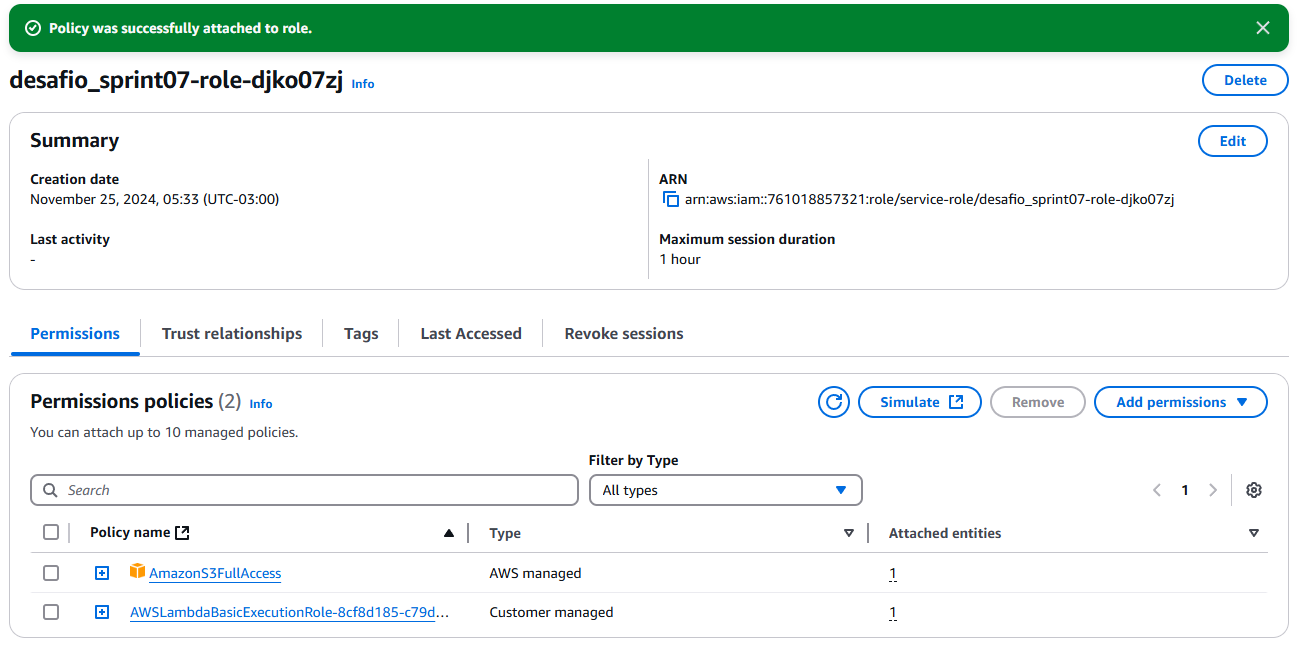 Policy was successfully attached to role.
desafio_sprint07-role-djko07zj Info
Delete
Summary
Edit
Creation date
November 25, 2024, 05:33 (UTC-03:00)
ARN
arn:aws:iam::761018857321:role/service-role/desafio_sprint07-role-djko07zj
Last activity
-
Maximum session duration
1 hour
Permissions
Trust relationships
Tags
Last Accessed
Revoke sessions
Permissions policies (2) Info
Simulate
Remove
Add permissions
You can attach up to 10 managed policies.
Filter by Type
Search
All types
1
Policy name
Type
Attached entities
AmazonS3FullAccess
AWS managed
1
AWSLambdaBasicExecutionRole-8cf8d185-c79d...
Customer managed
1